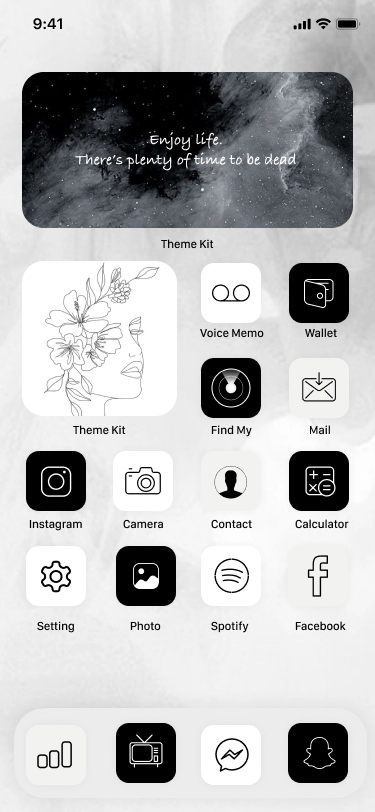 9:41
Enjoy life.
There's plenty of time to be dead
Theme Kit
Voice Memo
Wallet
Theme Kit
Find My
Mail
Instagram
Camera
Contact
Calculator
Setting
Photo
Spotify
Facebook